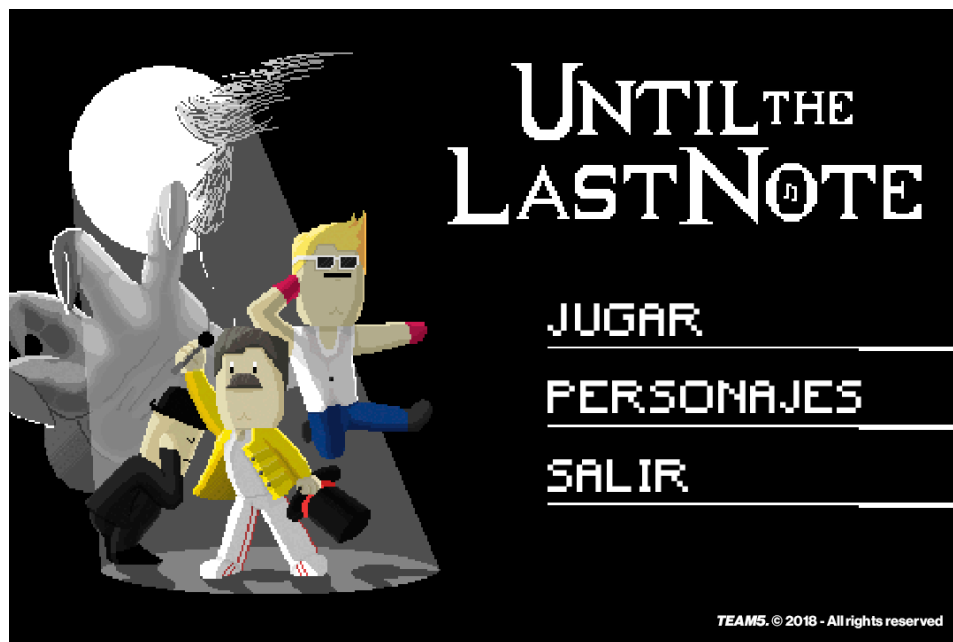 UNTIL THE
LAST NOTE
JUGAR
PERSONAJES
SALIR
TEAM5. © 2018 - All rights reserved